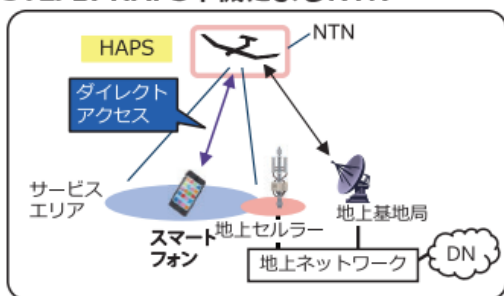 HAPS
NTN
ダイレクト
アクセス
サービス
エリア
スマート
フォン
地上セルラー
地上基地局
地上ネットワーク
DN